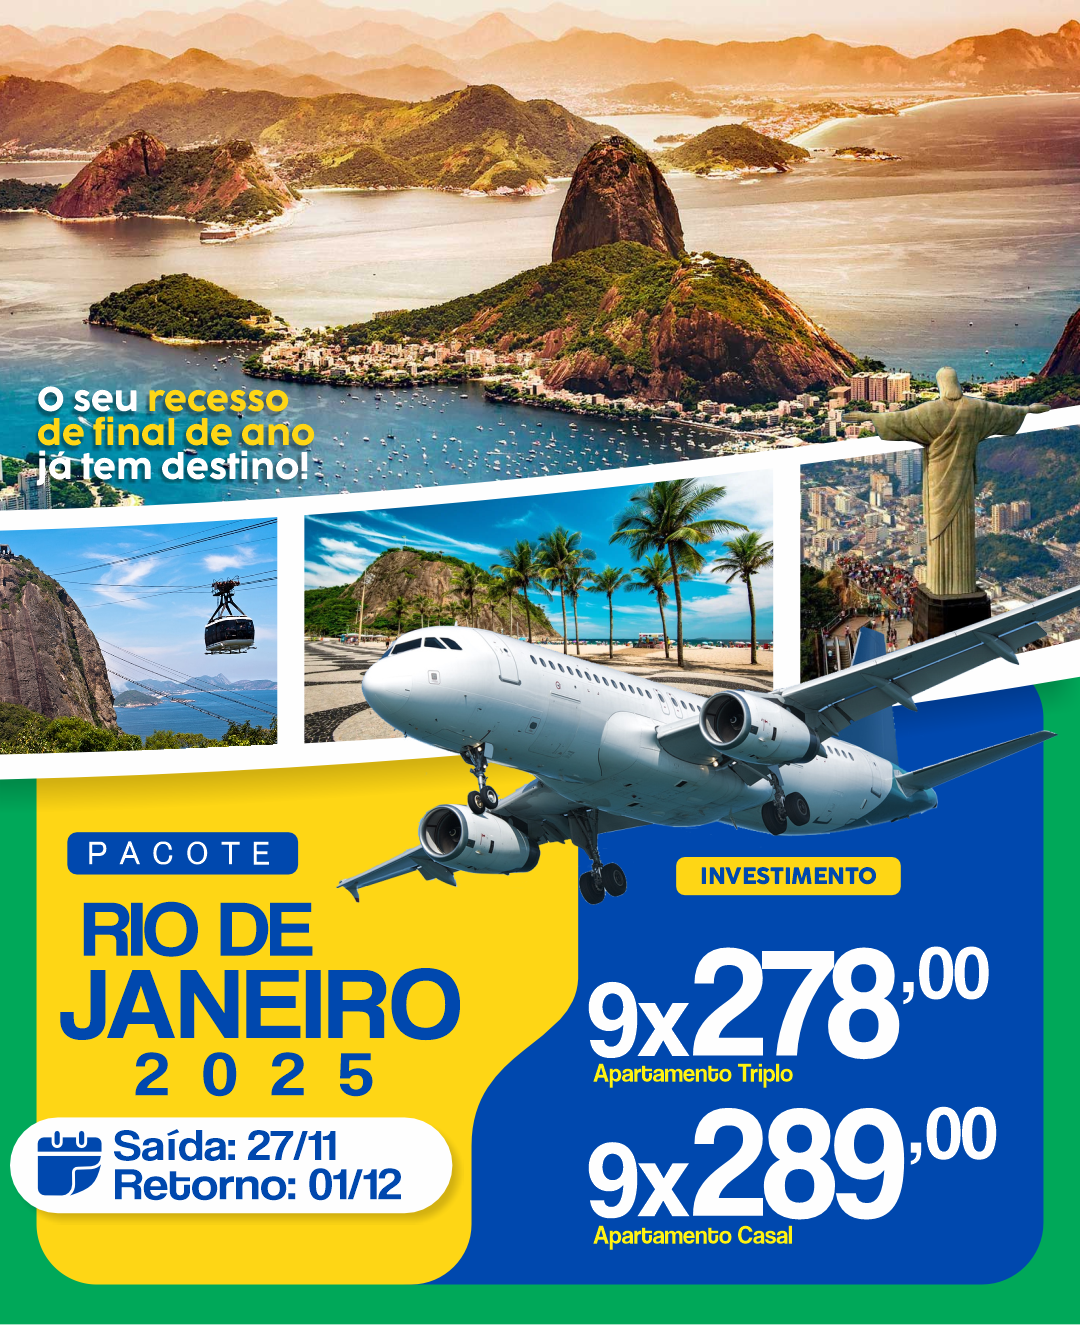 O seu recesso
de final de ano
já tem destino!
PACOTE
RIO DE
JANEIRO
2025
Saída: 27/11
Retorno: 01/12
INVESTIMENTO
9x278,00
Apartamento Triplo
9x289,00
Apartamento Casal